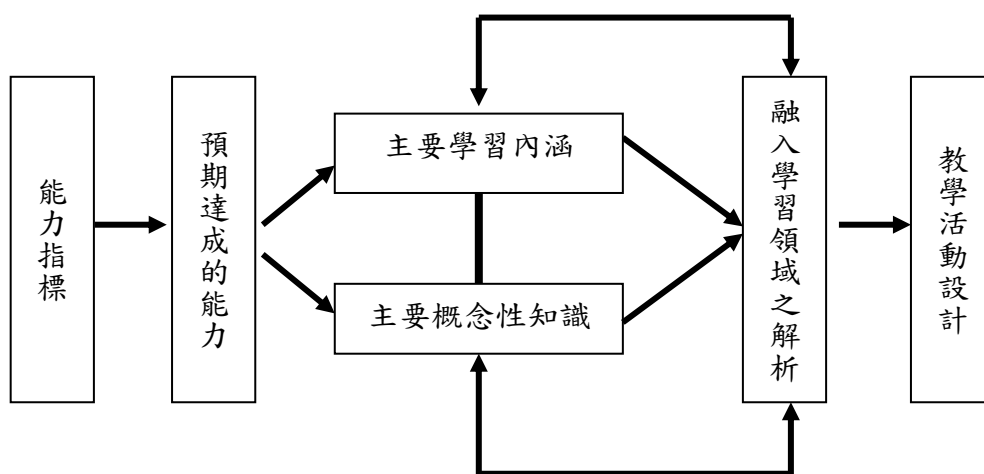 能力指標
預期達成的能力
主要學習內涵
主要概念性知識
融入學習領域之解析
教學活動設計